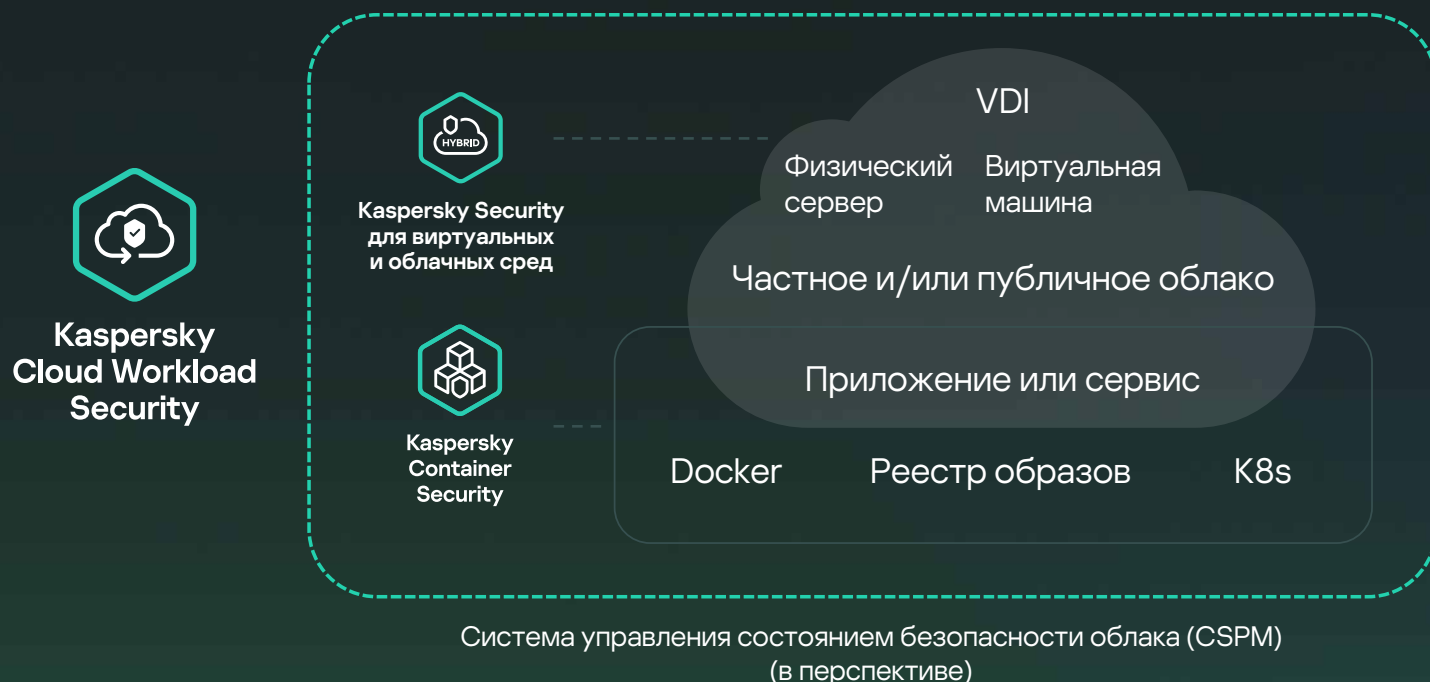 Kaspersky
Cloud Workload
Security
HYBRID
Kaspersky Security
для виртуальных
и облачных сред
Kaspersky
Container
Security
VDI
Физический
сервер
Виртуальная
машина
Частное и/или публичное облако
Приложение или сервис
Docker
Реестр образов
K8s
Система управления состоянием безопасности облака (CSPM)
(в перспективе)